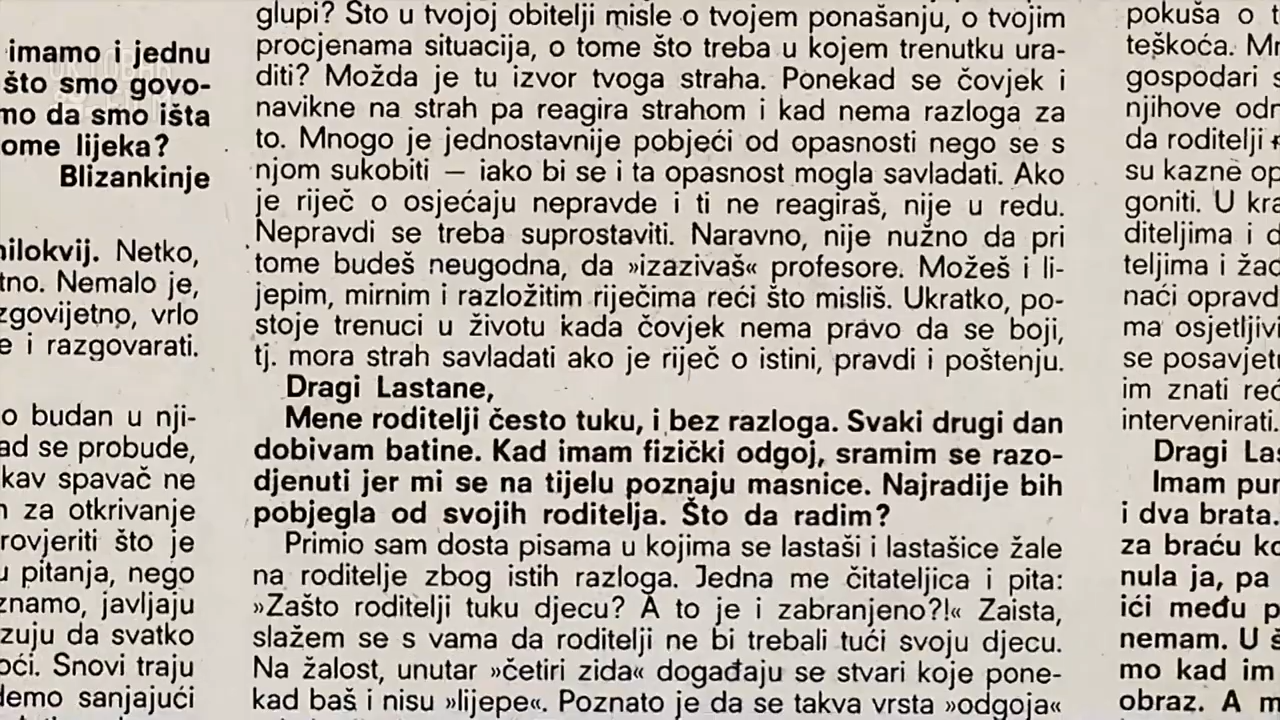 imamo i jednu
što smo govo-
mo da smo išta
ome lijeka?
Blizankinje
nilokvij. Netko,
tno. Nemalo je,
zgovijetno, vrlo
e i razgovarati.
o budan u nji-
ad se probude,
kav spavač ne
n za otkrivanje
rovjeriti što je
u pitanja, nego
znamo, javljaju
zuju da svatko
oći. Snovi traju
demo sanjajući
glupi? Što u tvojoj obitelji misle o tvojem ponašanju, o tvojim
procjenama situacija, o tome što treba u kojem trenutku ura-
diti? Možda je tu izvor tvoga straha. Ponekad se čovjek i
navikne na strah pa reagira strahom i kad nema razloga za
to. Mnogo je jednostavnije pobjeći od opasnosti nego se s
njom sukobiti — iako bi se i ta opasnost mogla savladati. Ako
je riječ o osjećaju nepravde i ti ne reagiraš, nije u redu.
Nepravdi se treba suprostaviti. Naravno, nije nužno da pri
tome budeš neugodna, da »izazivaš« profesore. Možeš i li-
jepim, mirnim i razložitim riječima reći što misliš. Ukratko, po-
stoje trenuci u životu kada čovjek nema pravo da se boji,
tj. mora strah savladati ako je riječ o istini, pravdi i poštenju.
Dragi Lastane,
Mene roditelji često tuku, i bez razloga. Svaki drugi dan
dobivam batine. Kad imam fizički odgoj, sramim se razo-
djenuti jer mi se na tijelu poznaju masnice. Najradije bih
pobjegla od svojih roditelja. Što da radim?
Primio sam dosta pisama u kojima se lastaši i lastašice žale
na roditelje zbog istih razloga. Jedna me čitateljica i pita:
»Zašto roditelji tuku djecu? A to je i zabranjeno?!« Zaista,
slažem se s vama da roditelji ne bi trebali tući svoju djecu.
Na žalost, unutar »četiri zida« događaju se stvari koje pone-
kad baš i nisu »lijepe«. Poznato je da se takva vrsta »odgoja«
pokuša o t
teškoća. Mn
gospodari s
njihove odr
da roditelji
su kazne op
goniti. U kra
diteljima i d
teljima i žad
naći opravd
ma osjetljiv
se posavjet
im znati reć
intervenirati.
Dragi Las
Imam pun
i dva brata.
za braću ko
nula ja, pa
ići među p
nemam. U s
mo kad im
obraz. A m